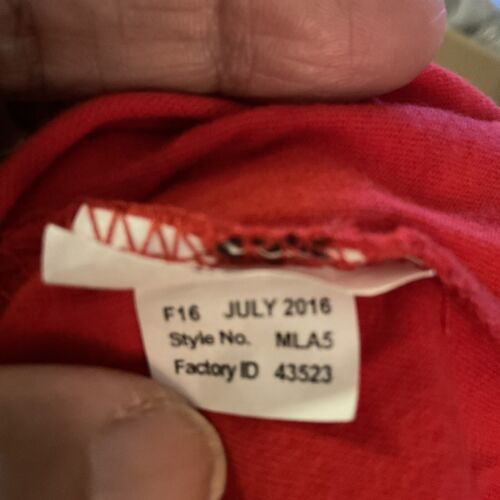 F16 JULY 2016
Style No. MLA5
Factory ID 43523